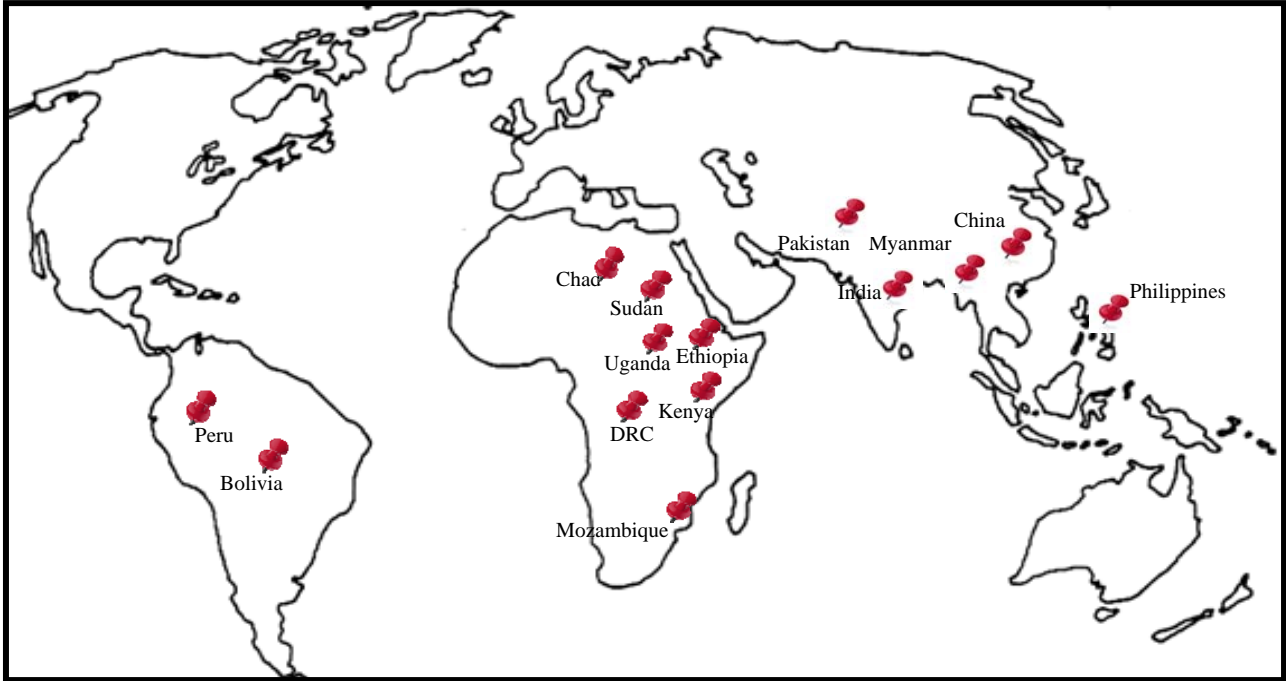 China
Pakistan
Myanmar
Chad
India
Philippines
Sudan
Uganda
Ethiopia
Kenya
Peru
DRC
Bolivia
Mozambique